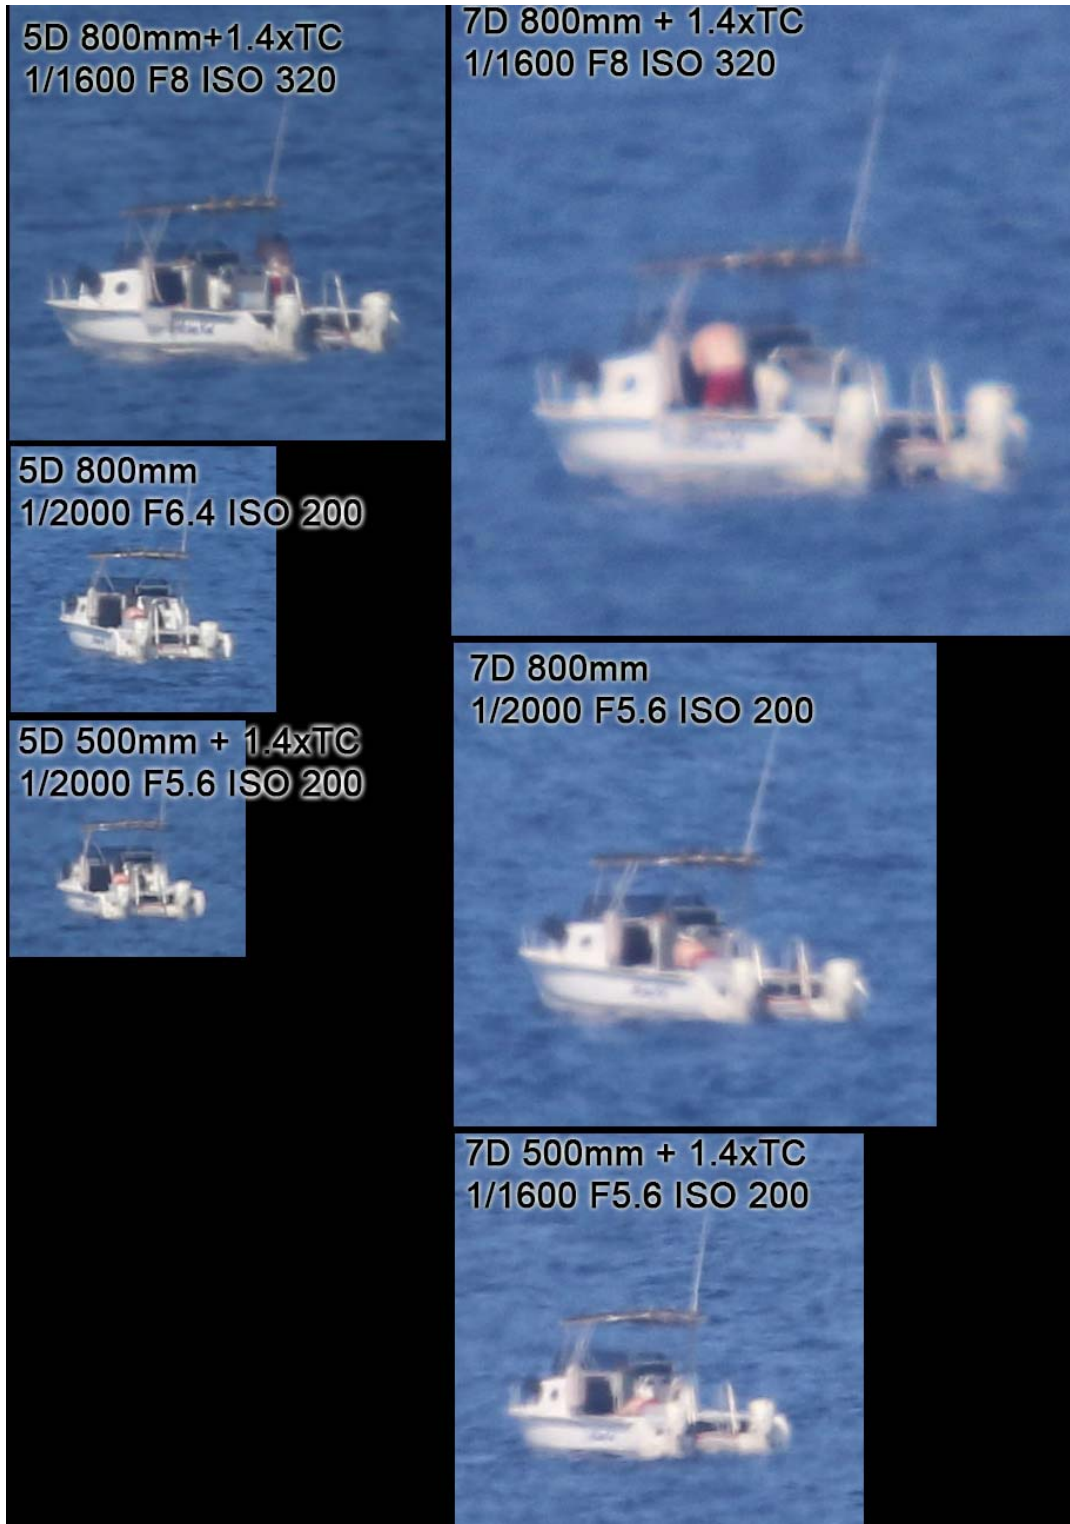 5D 800mm+1.4xTC
1/1600 F8 ISO 320
7D 800mm + 1.4xTC
1/1600 F8 ISO 320
5D 800mm
1/2000 F6.4 ISO 200
7D 800mm
1/2000 F5.6 ISO 200
5D 500mm + 1.4xTC
1/2000 F5.6 ISO 200
7D 500mm + 1.4xTC
1/1600 F5.6 ISO 200